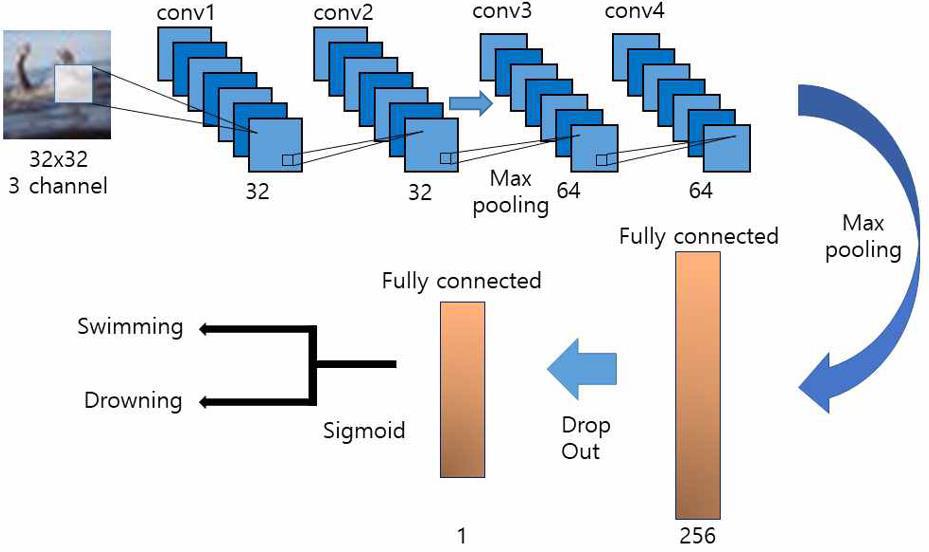 conv1
conv2
conv3
conv4
32x32
3 channel
32
32
Max
pooling
64
64
Max
pooling
Fully connected
Fully connected
Swimming
Drowning
Sigmoid
Drop
Out
1
256